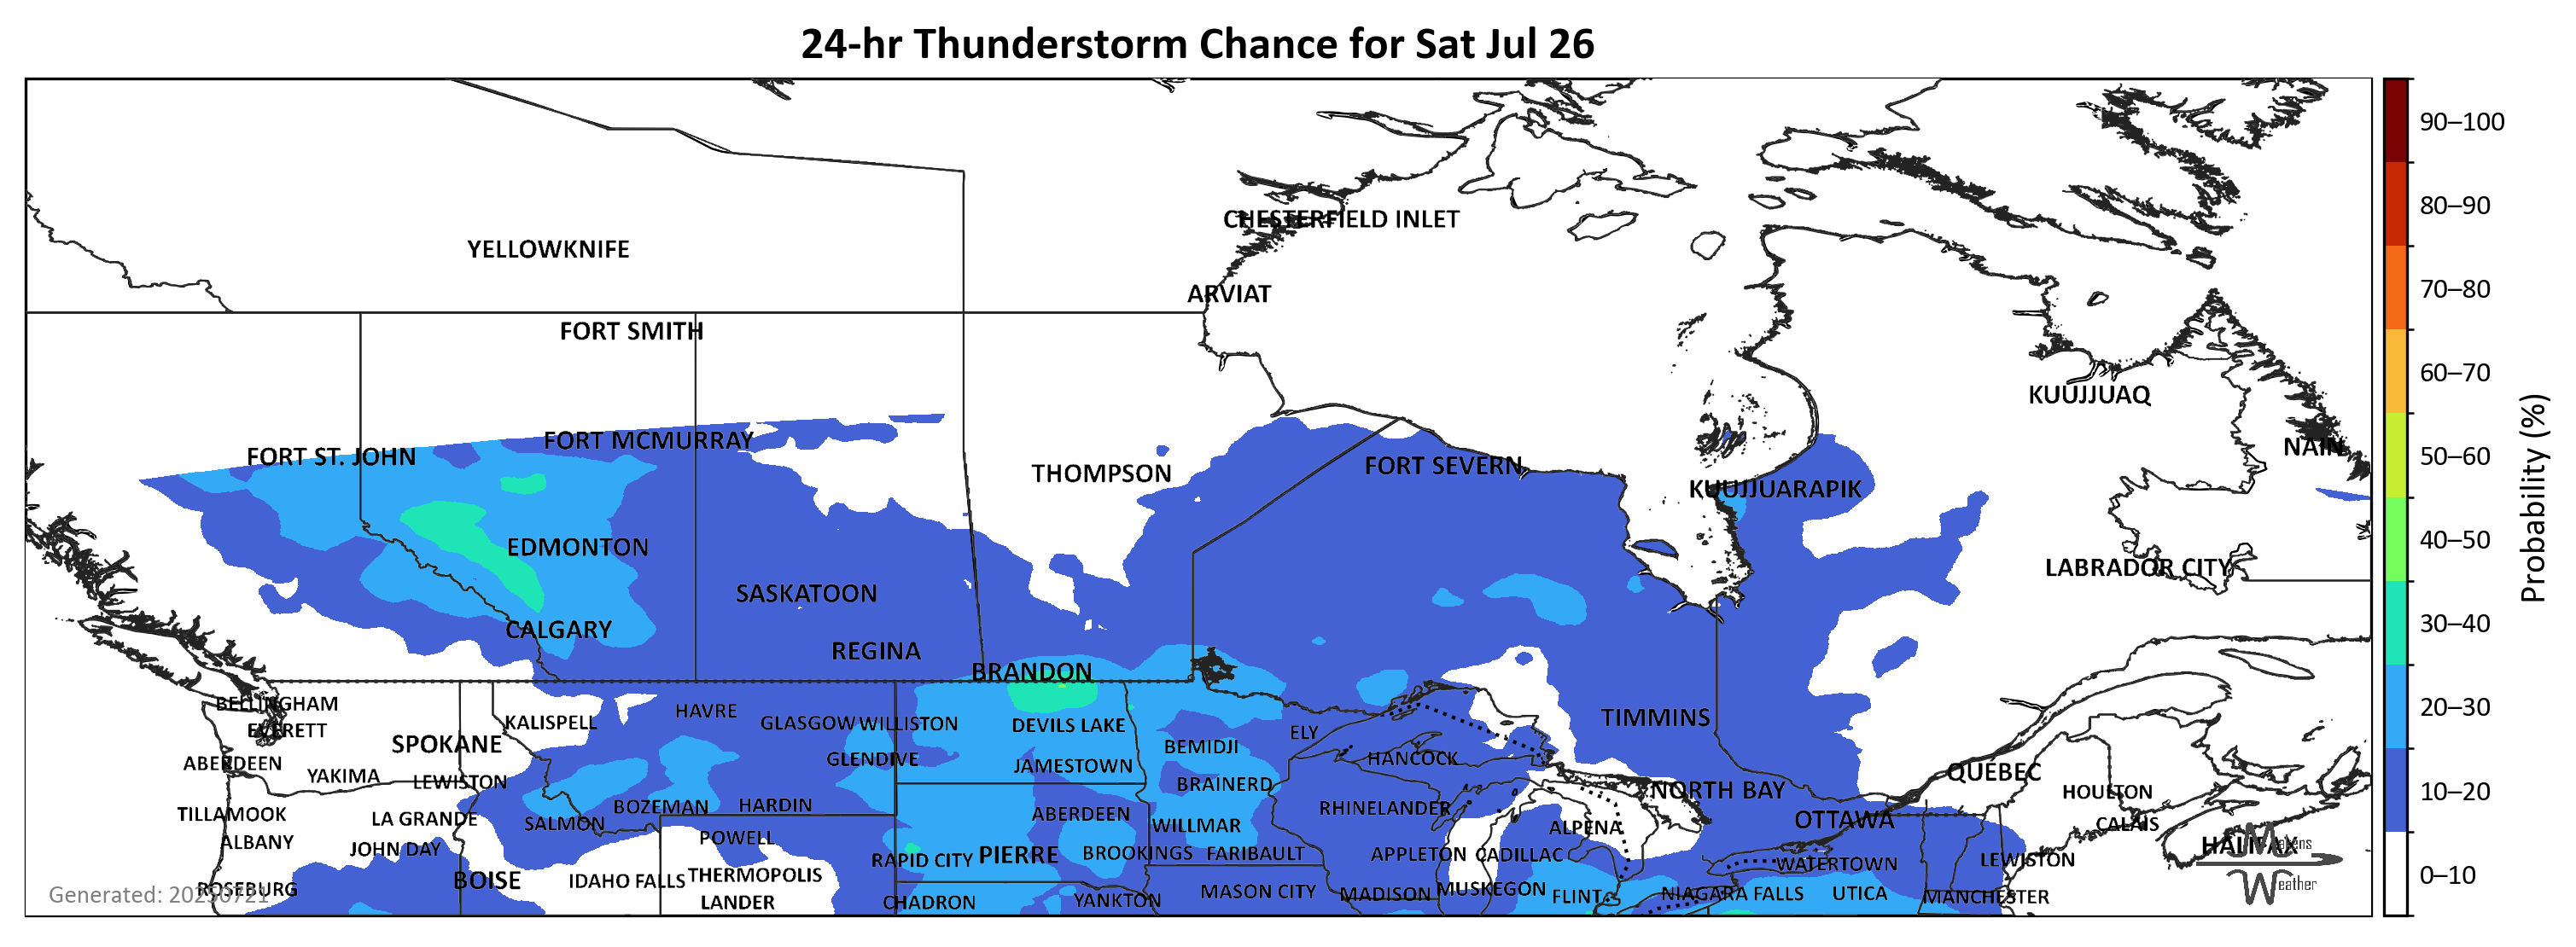 24-hr Thunderstorm Chance for Sat Jul 26
90–100
80–90
CHESTERFIELD INLET
YELLOWKNIFE
70–80
ARVIAT
FORT SMITH
60–70
KUUJJUAQ
FORT MCMURRAY
NAIN
50–60
FORT ST. JOHN
FORT SEVERN
THOMPSON
KUUJJUARAPIK
Probability (%)
40–50
EDMONTON
LABRADOR CITY
SASKATOON
30–40
CALGARY
REGINA
BRANDON
20–30
BELLINGHAM
HAVRE
KALISPELL
GLASGOW WILLISTON
DEVILS LAKE
TIMMINS
EVERETT
ELY
SPOKANE
BEMIDJI
HANCOCK
GLENDIVE
ABERDEEN
JAMESTOWN
QUÉBEC
YAKIMA
LEWISTON
BRAINERD
NORTH BAY
HOULTON
10–20
BOZEMAN
HARDIN
RHINELANDER
TILLAMOOK
ABERDEEN
LA GRANDE
OTTAWA
SALMON
WILLMAR
CALAIS
ALPENA
POWELL
ALBANY
HALIFAX
Makens
JOHN DAY
BROOKINGS
FARIBAULT
APPLETON
CADILLAC
PIERRE
RAPID CITY
LEWISTON
WATERTOWN
0–10
THERMOPOLIS
BOISE
IDAHO FALLS
Weather
ROSEBURG
MUSKEGON
MASON CITY
MADISON
NIAGARA FALLS
UTICA
Generated: 20250721
FLINT
MANCHESTER
LANDER
CHADRON
YANKTON